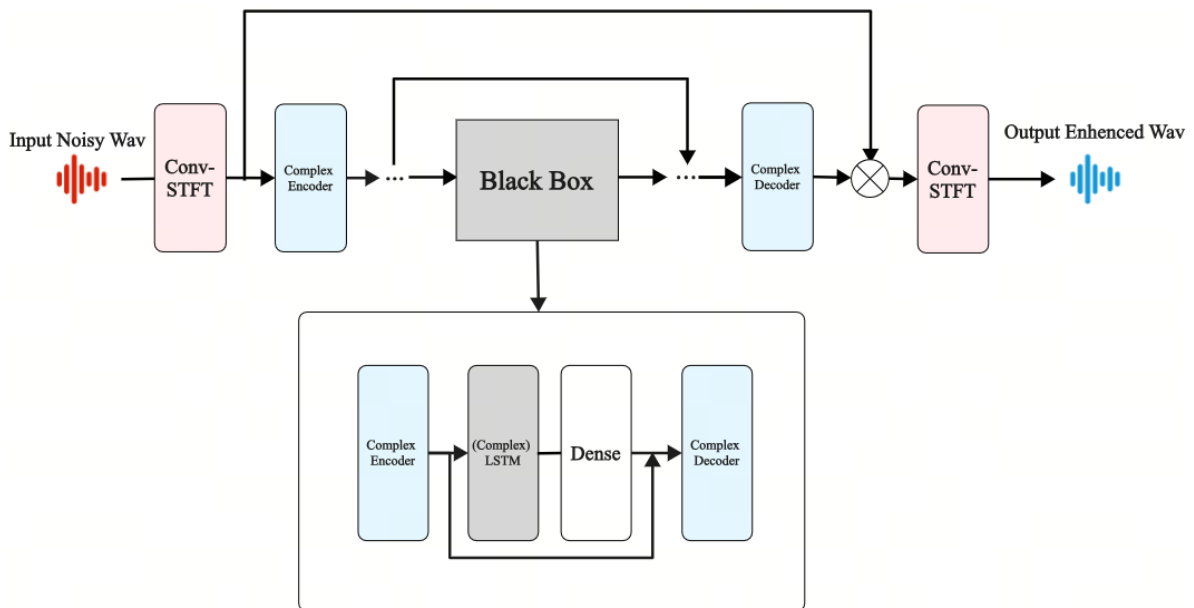 Input Noisy Wav
Conv-
STFT
Complex
Encoder
...
Black Box
...
Complex
Decoder
Conv-
STFT
Output Enhenced Wav
Complex
Encoder
(Complex)
LSTM
Dense
Complex
Decoder